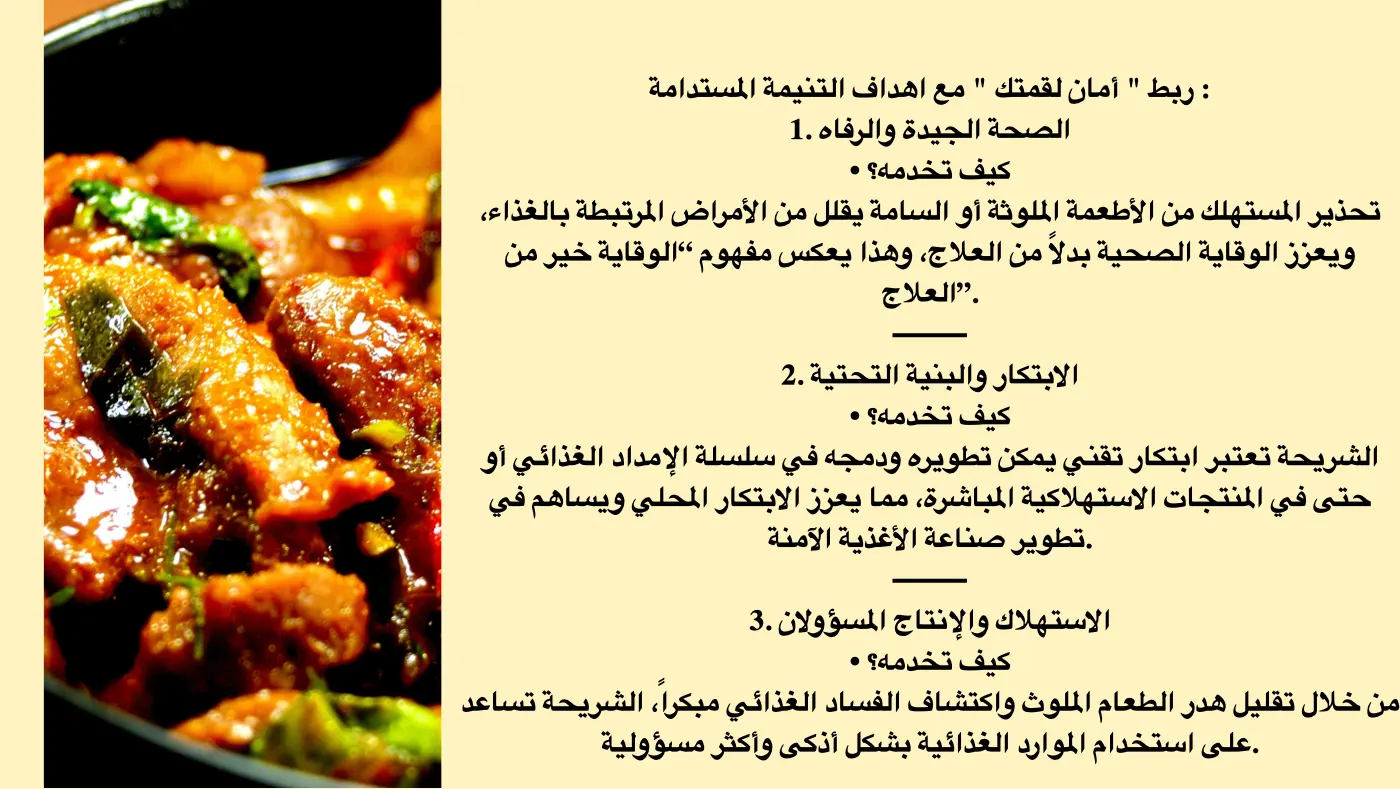 ربط " أمان لقمتك " مع اهداف التنيمة المستدامة :
1. الصحة الجيدة والرفاه
• كيف تخدمه؟
تحذير المستهلك من الأطعمة الملوثة أو السامة يقلل من الأمراض المرتبطة بالغذاء،
ويعزز الوقاية الصحية بدلاً من العلاج، وهذا يعكس مفهوم “الوقاية خير من
العلاج”.
⸻
2. الابتكار والبنية التحتية
• كيف تخدمه؟
الشريحة تعتبر ابتكار تقني يمكن تطويره ودمجه في سلسلة الإمداد الغذائي أو
حتى في المنتجات الاستهلاكية المباشرة، مما يعزز الابتكار المحلي ويساهم في
تطوير صناعة الأغذية الآمنة.
⸻
3. الاستهلاك والإنتاج المسؤولان
• كيف تخدمه؟
من خلال تقليل هدر الطعام الملوث واكتشاف الفساد الغذائي مبكراً، الشريحة تساعد
على استخدام الموارد الغذائية بشكل أذكى وأكثر مسؤولية.